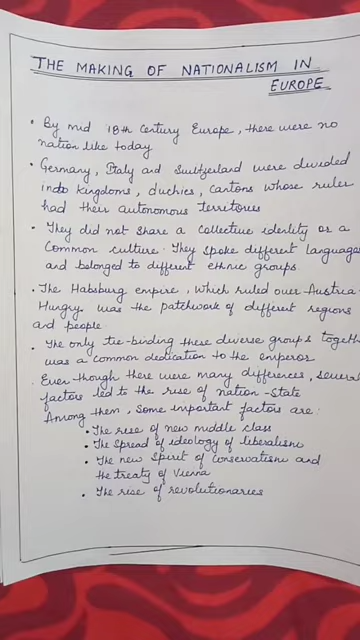 THE MAKING OF NATIONALISM IN
EUROPE
• By mid 18th Century Europe, there were no
nation like today
• Germany, Italy and Switzerland were divided
into kingdoms, duchies, cantons whose ruler
had their autonomous territories
• They did not share a collective identity or a
Common culture. They spoke different languages
and belonged to different ethnic groups.
• The Habsburg empire, which ruled over Austria-
Hungry was the patchwork of different regions
and people.
• The only tie-binding these diverse groups together
was a common dedication to the emperor
Even though there were many differences, several
factors led to the rise of nation-state
Among them, some important factors are:
• The rise of new middle class
• The spread of ideology of liberalism
• The new spirit of conservatism and
the treaty of Vienna
• The rise of revolutionaries